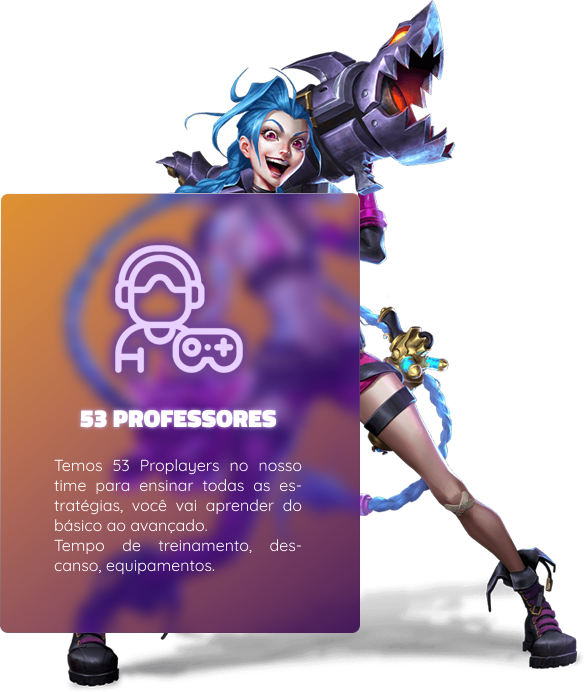 53 PROFESSORES
Temos 53 Proplayers no nosso
time para ensinar todas as es-
tratégias, você vai aprender do
básico ao avançado.
Tempo de treinamento, des-
canso, equipamentos.